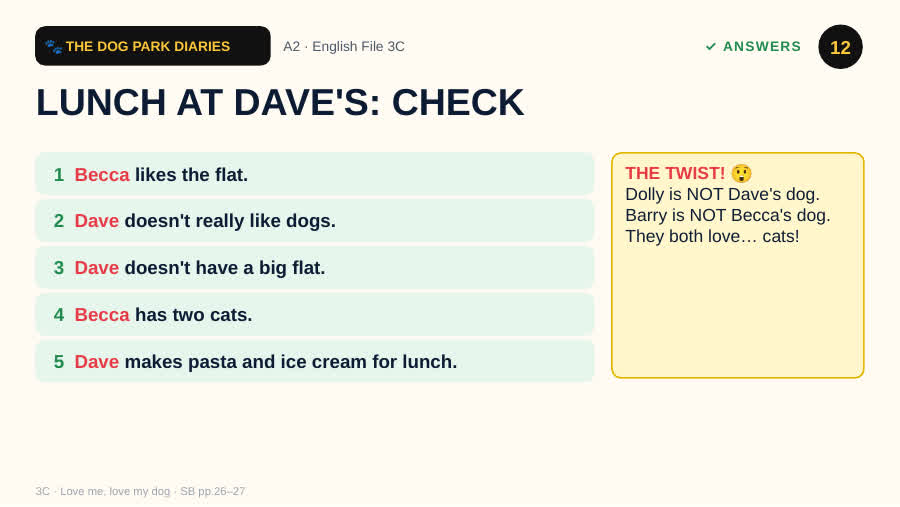 🐾 THE DOG PARK DIARIES
A2 · English File 3C
✓ ANSWERS
12
LUNCH AT DAVE'S: CHECK
1 Becca likes the flat.
2 Dave doesn't really like dogs.
3 Dave doesn't have a big flat.
4 Becca has two cats.
5 Dave makes pasta and ice cream for lunch.
THE TWIST! 😲
Dolly is NOT Dave's dog.
Barry is NOT Becca's dog.
They both love… cats!
3C · Love me, love my dog · SB pp.26–27